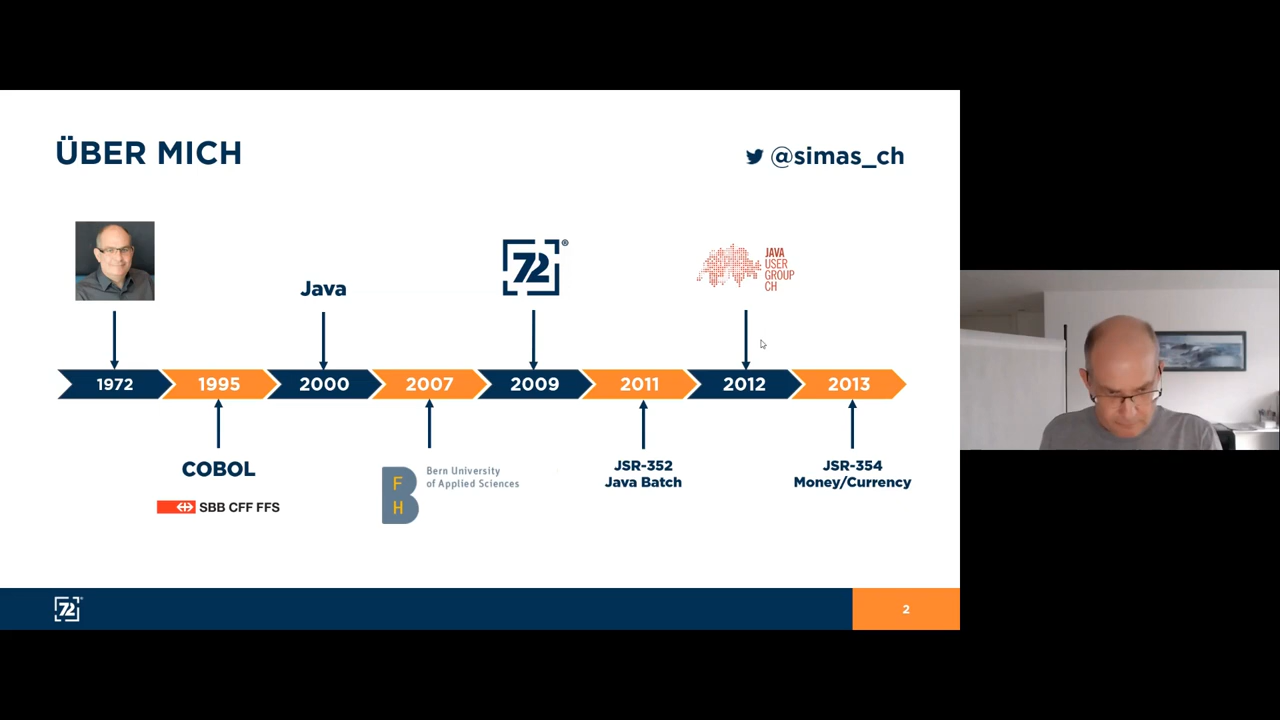 ÜBER MICH
@simas_ch
72®
JAVA
USER
GROUP
CH
Java
1972
1995
2000
2007
2009
2011
2012
2013
COBOL
SBB CFF FFS
F
H
Bern University
of Applied Sciences
JSR-352
Java Batch
JSR-354
Money/Currency
72®
2